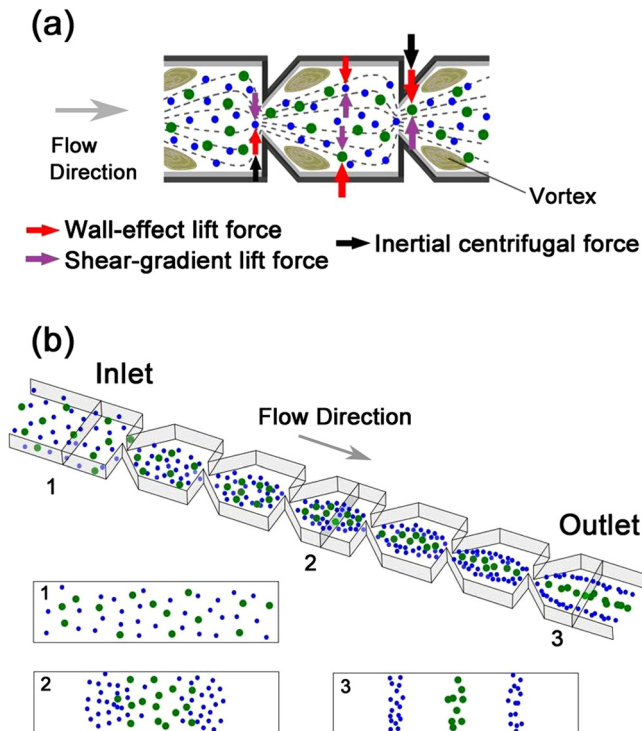 (a)
Flow
Direction
Vortex
Wall-effect lift force
Inertial centrifugal force
Shear-gradient lift force
(b)
Inlet
Flow Direction
1
2
Outlet
3
1
2
3